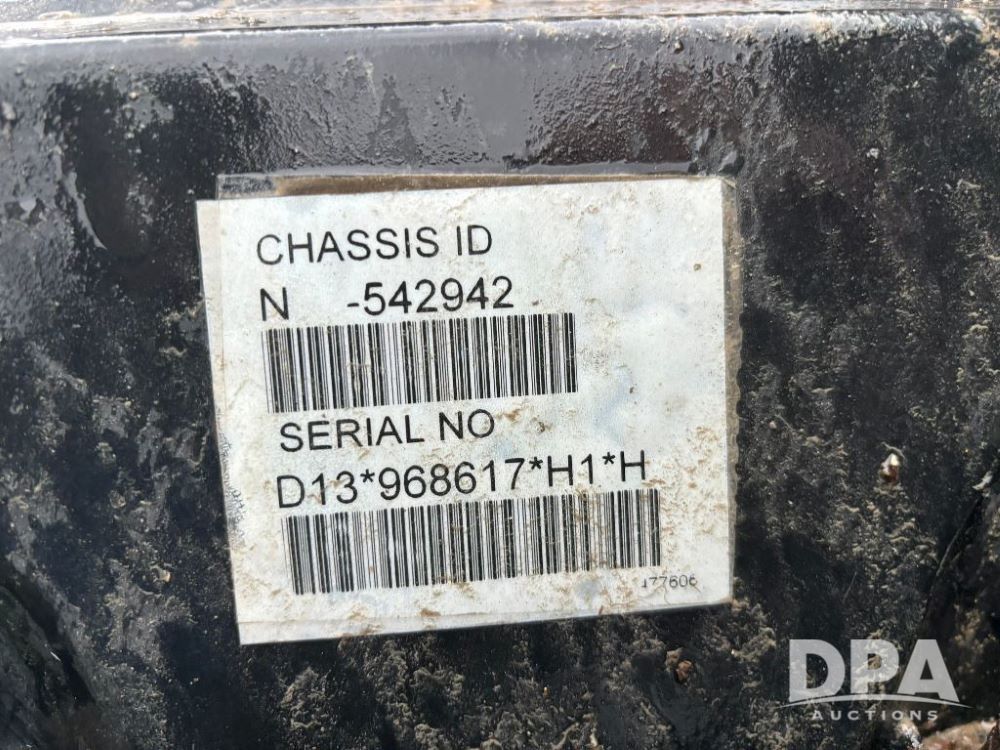 CHASSIS ID
N -542942
SERIAL NO
D13*968617*H1*H
177606
DPA
AUCTIONS